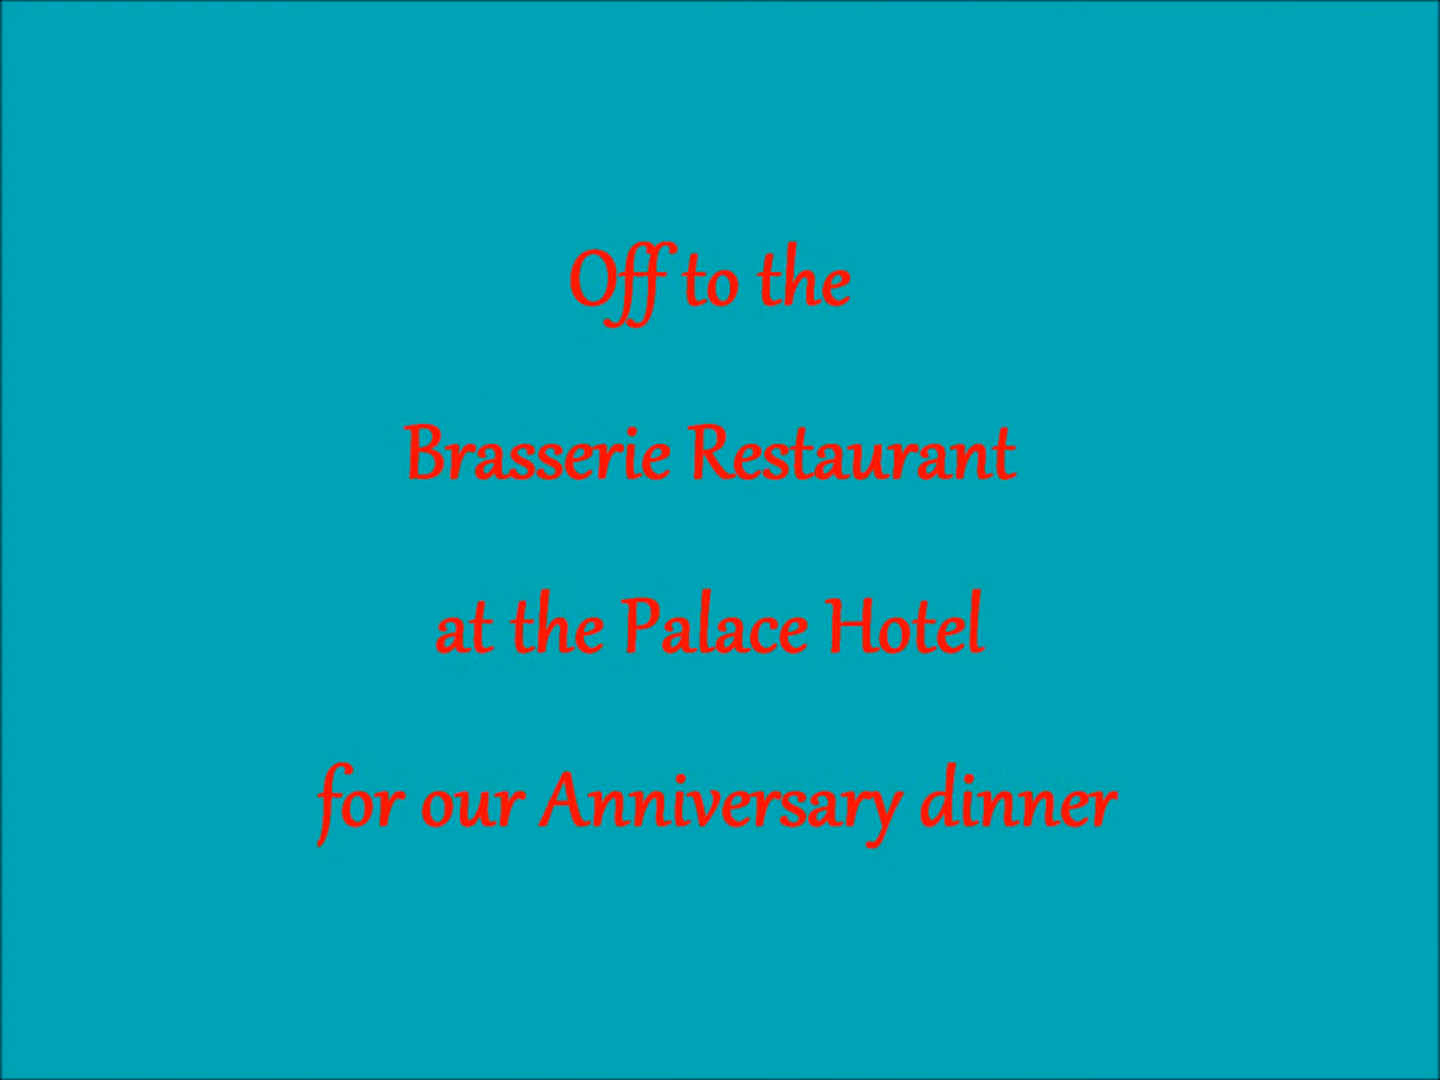 Off to the
Brasserie Restaurant
at the Palace Hotel
for our Anniversary dinner